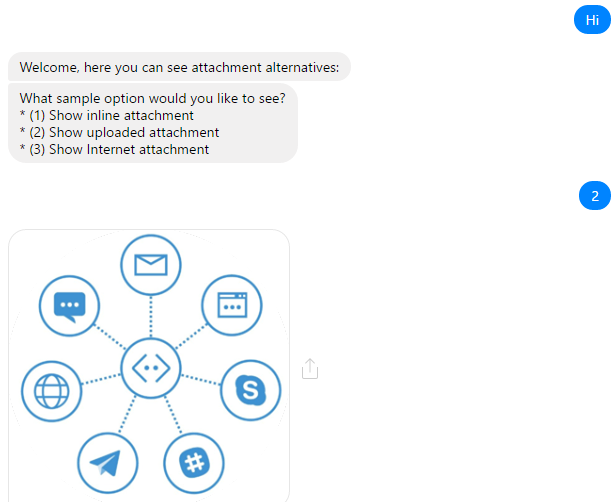 Hi
Welcome, here you can see attachment alternatives:
What sample option would you like to see?
* (1) Show inline attachment
* (2) Show uploaded attachment
* (3) Show Internet attachment
2